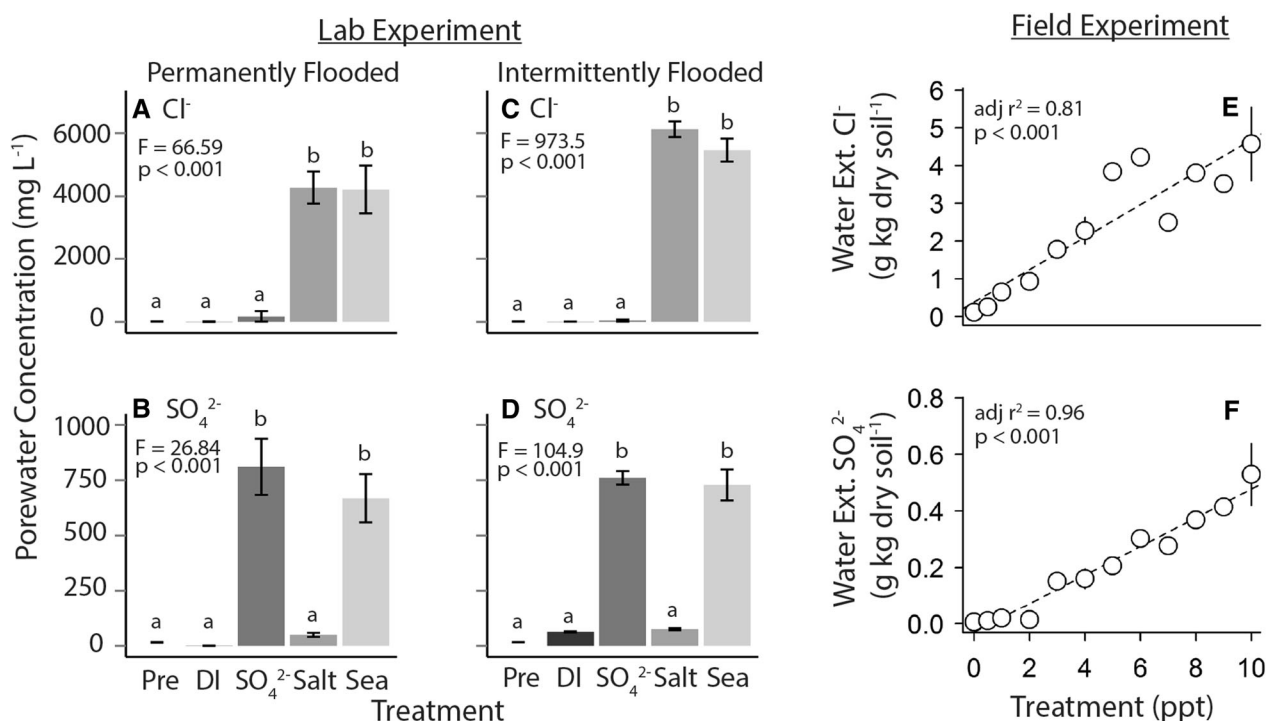 Lab Experiment
Field Experiment
Permanently Flooded
Intermittently Flooded
Porewater Concentration (mg L⁻¹)
A Cl⁻
F = 66.59
p < 0.001
6000
4000
2000
0
a
a
a
b
b
C Cl⁻
F = 973.5
p < 0.001
a
a
a
b
b
E
adj r² = 0.81
p < 0.001
Water Ext. Cl⁻
(g kg dry soil⁻¹)
6
5
4
3
2
1
0
B SO₄²⁻
F = 26.84
p < 0.001
1000
750
500
250
0
a
a
b
a
b
Pre DI SO₄²⁻ Salt Sea
D SO₄²⁻
F = 104.9
p < 0.001
a
a
b
a
b
Pre DI SO₄²⁻ Salt Sea
Treatment
F
adj r² = 0.96
p < 0.001
Water Ext. SO₄²⁻
(g kg dry soil⁻¹)
0.8
0.6
0.4
0.2
0.0
0 2 4 6 8 10
Treatment (ppt)